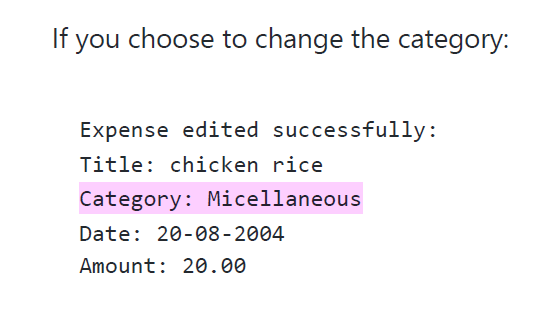 If you choose to change the category:
Expense edited successfully:
Title: chicken rice
Category: Micellaneous
Date: 20-08-2004
Amount: 20.00